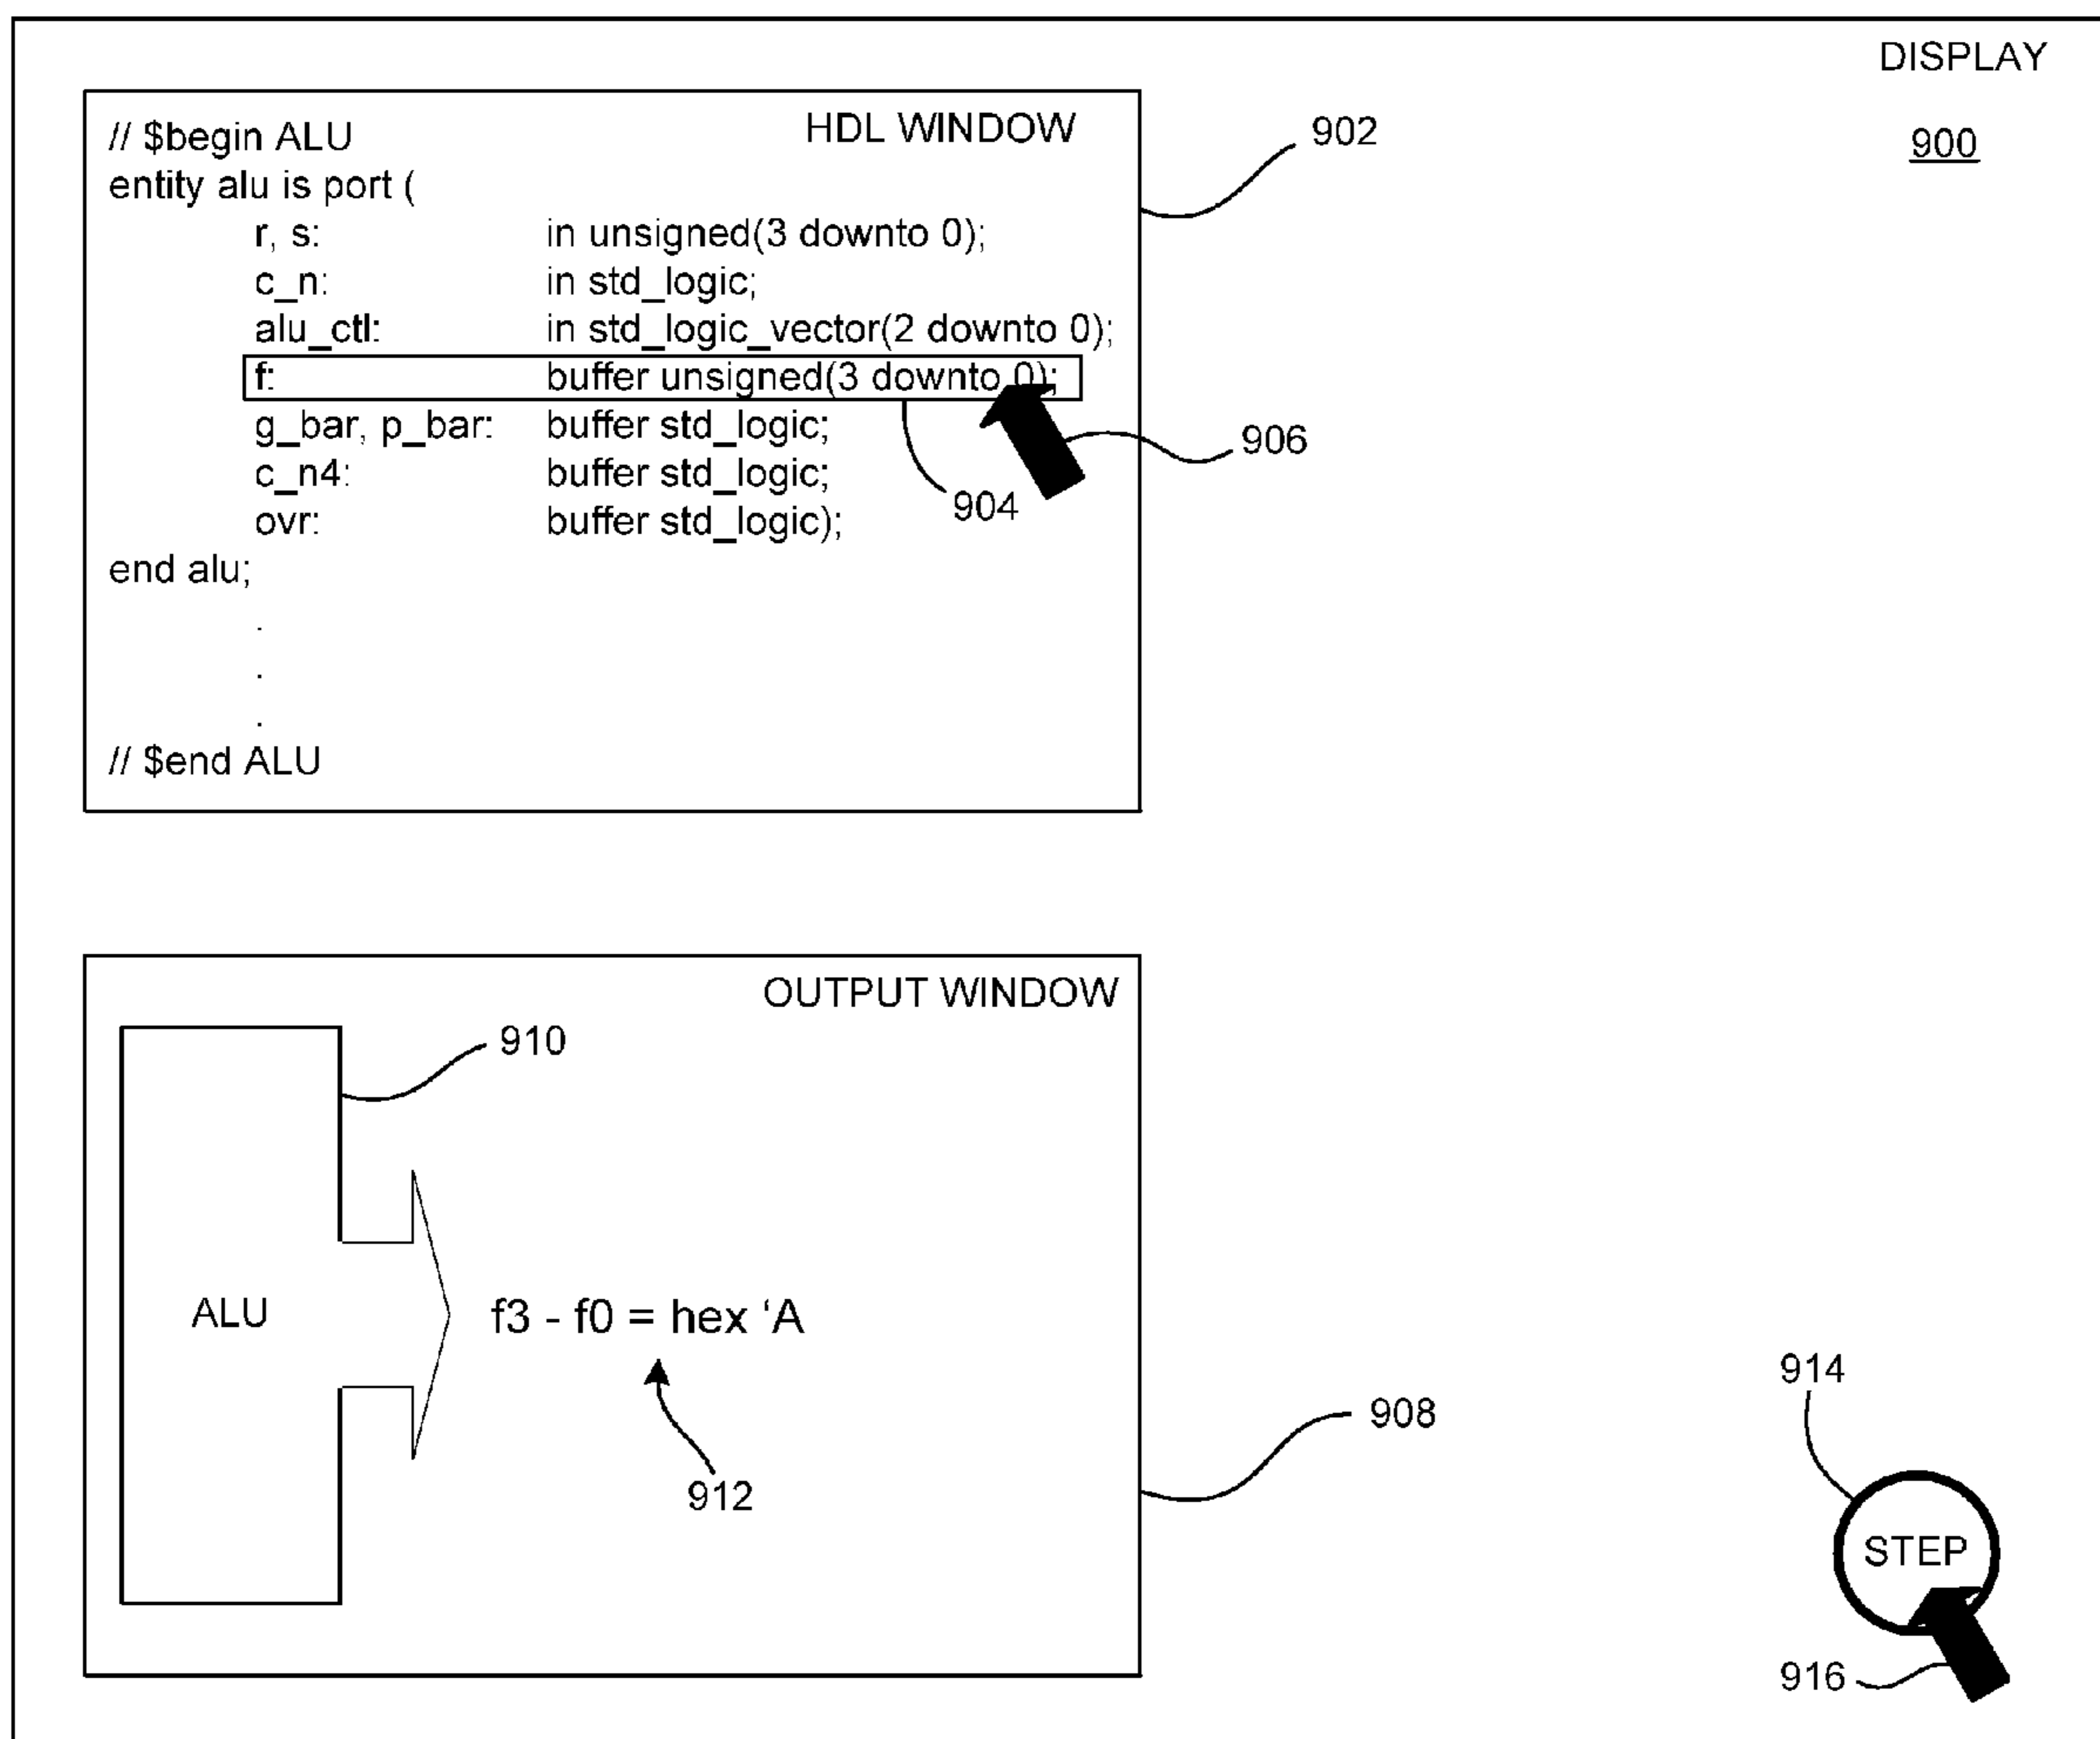 DISPLAY
900
HDL WINDOW
902
// $begin ALU
entity alu is port (
r, s: in unsigned(3 downto 0);
c_n: in std_logic;
alu_ctl: in std_logic_vector(2 downto 0);
f: buffer unsigned(3 downto 0);
g_bar, p_bar: buffer std_logic;
c_n4: buffer std_logic;
ovr: buffer std_logic);
end alu;
.
.
.
// $end ALU
906
904
OUTPUT WINDOW
910
ALU
f3 - f0 = hex ‘A
912
908
914
STEP
916